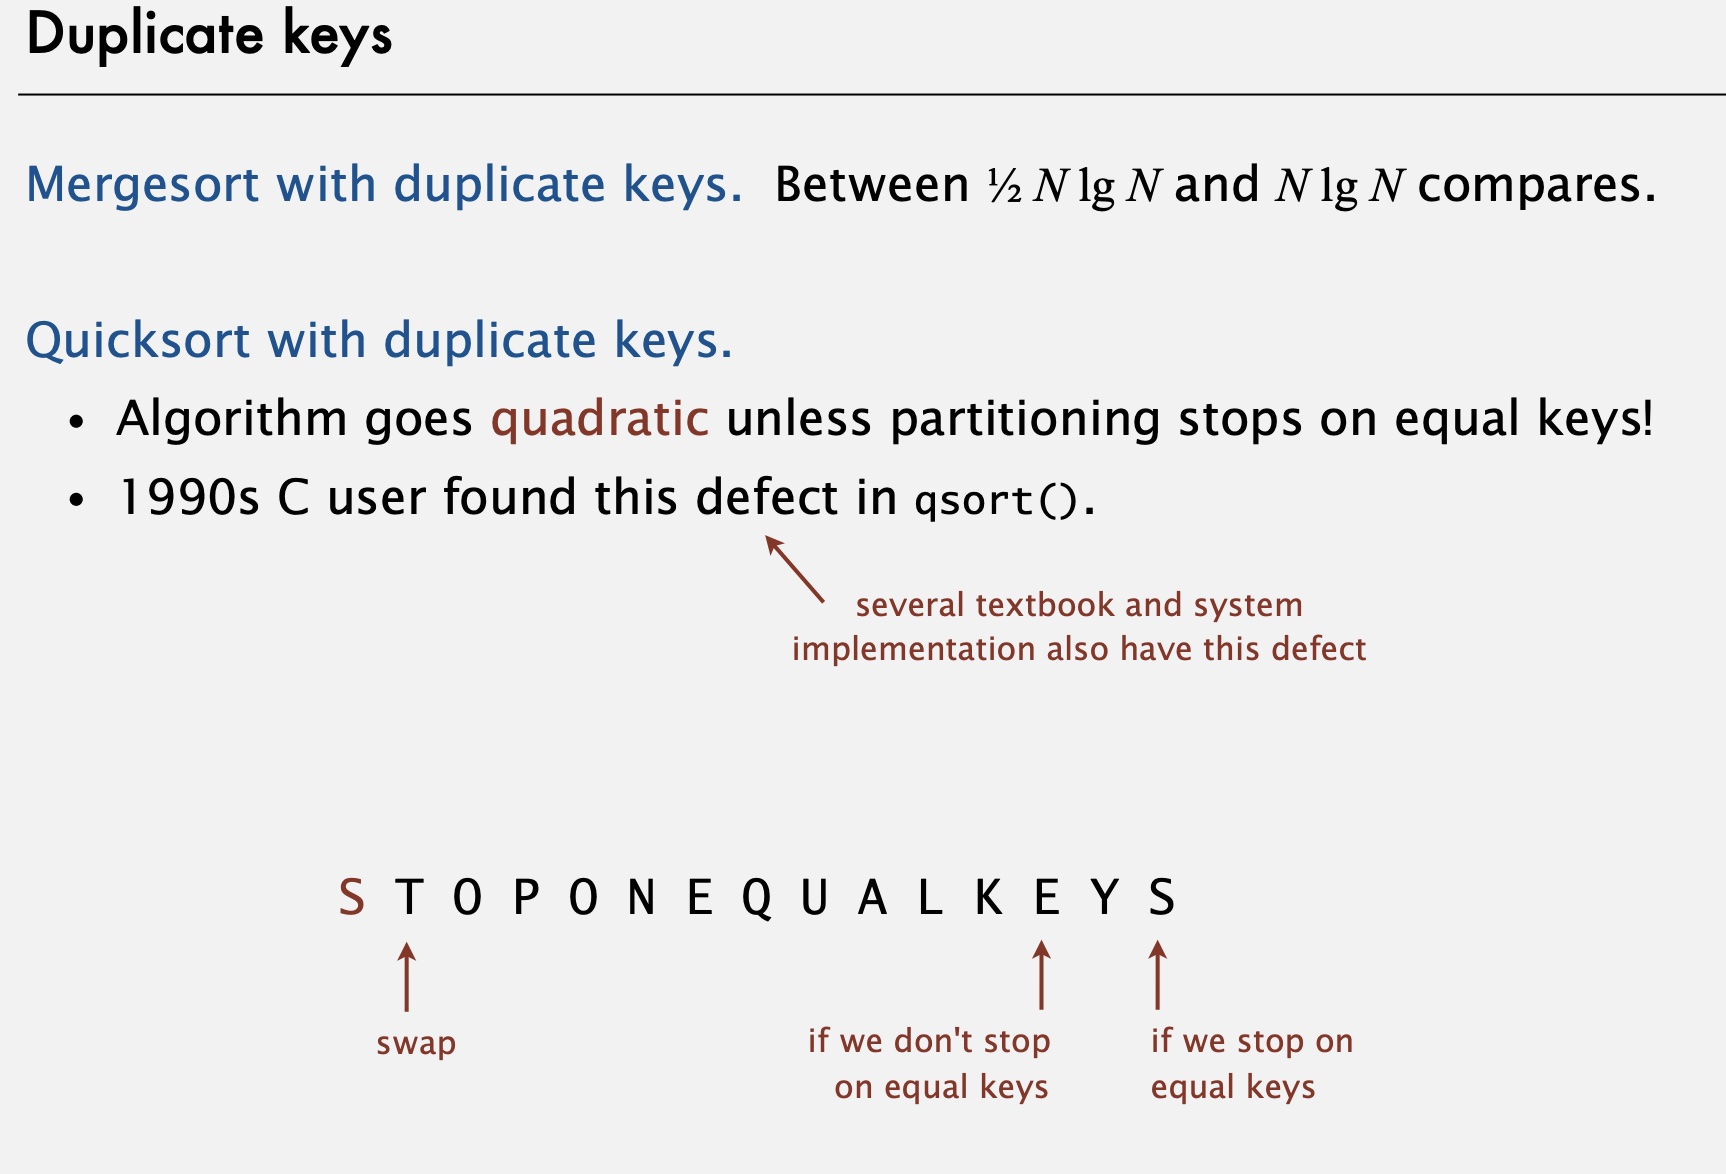 Duplicate keys
Mergesort with duplicate keys. Between ½ N lg N and N lg N compares.
Quicksort with duplicate keys.
• Algorithm goes quadratic unless partitioning stops on equal keys!
• 1990s C user found this defect in qsort().
several textbook and system
implementation also have this defect
S T O P O N E Q U A L K E Y S
swap
if we don't stop
on equal keys
if we stop on
equal keys